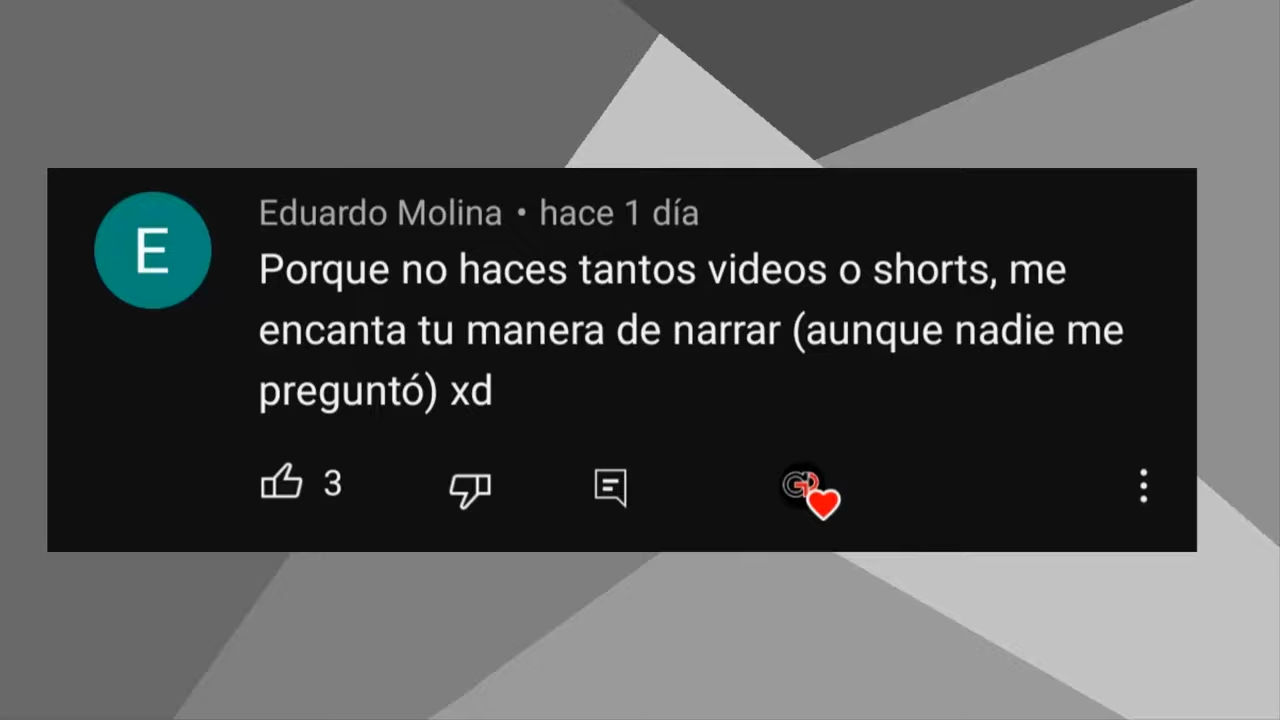 E
Eduardo Molina • hace 1 día
Porque no haces tantos videos o shorts, me
encanta tu manera de narrar (aunque nadie me
preguntó) xd
3